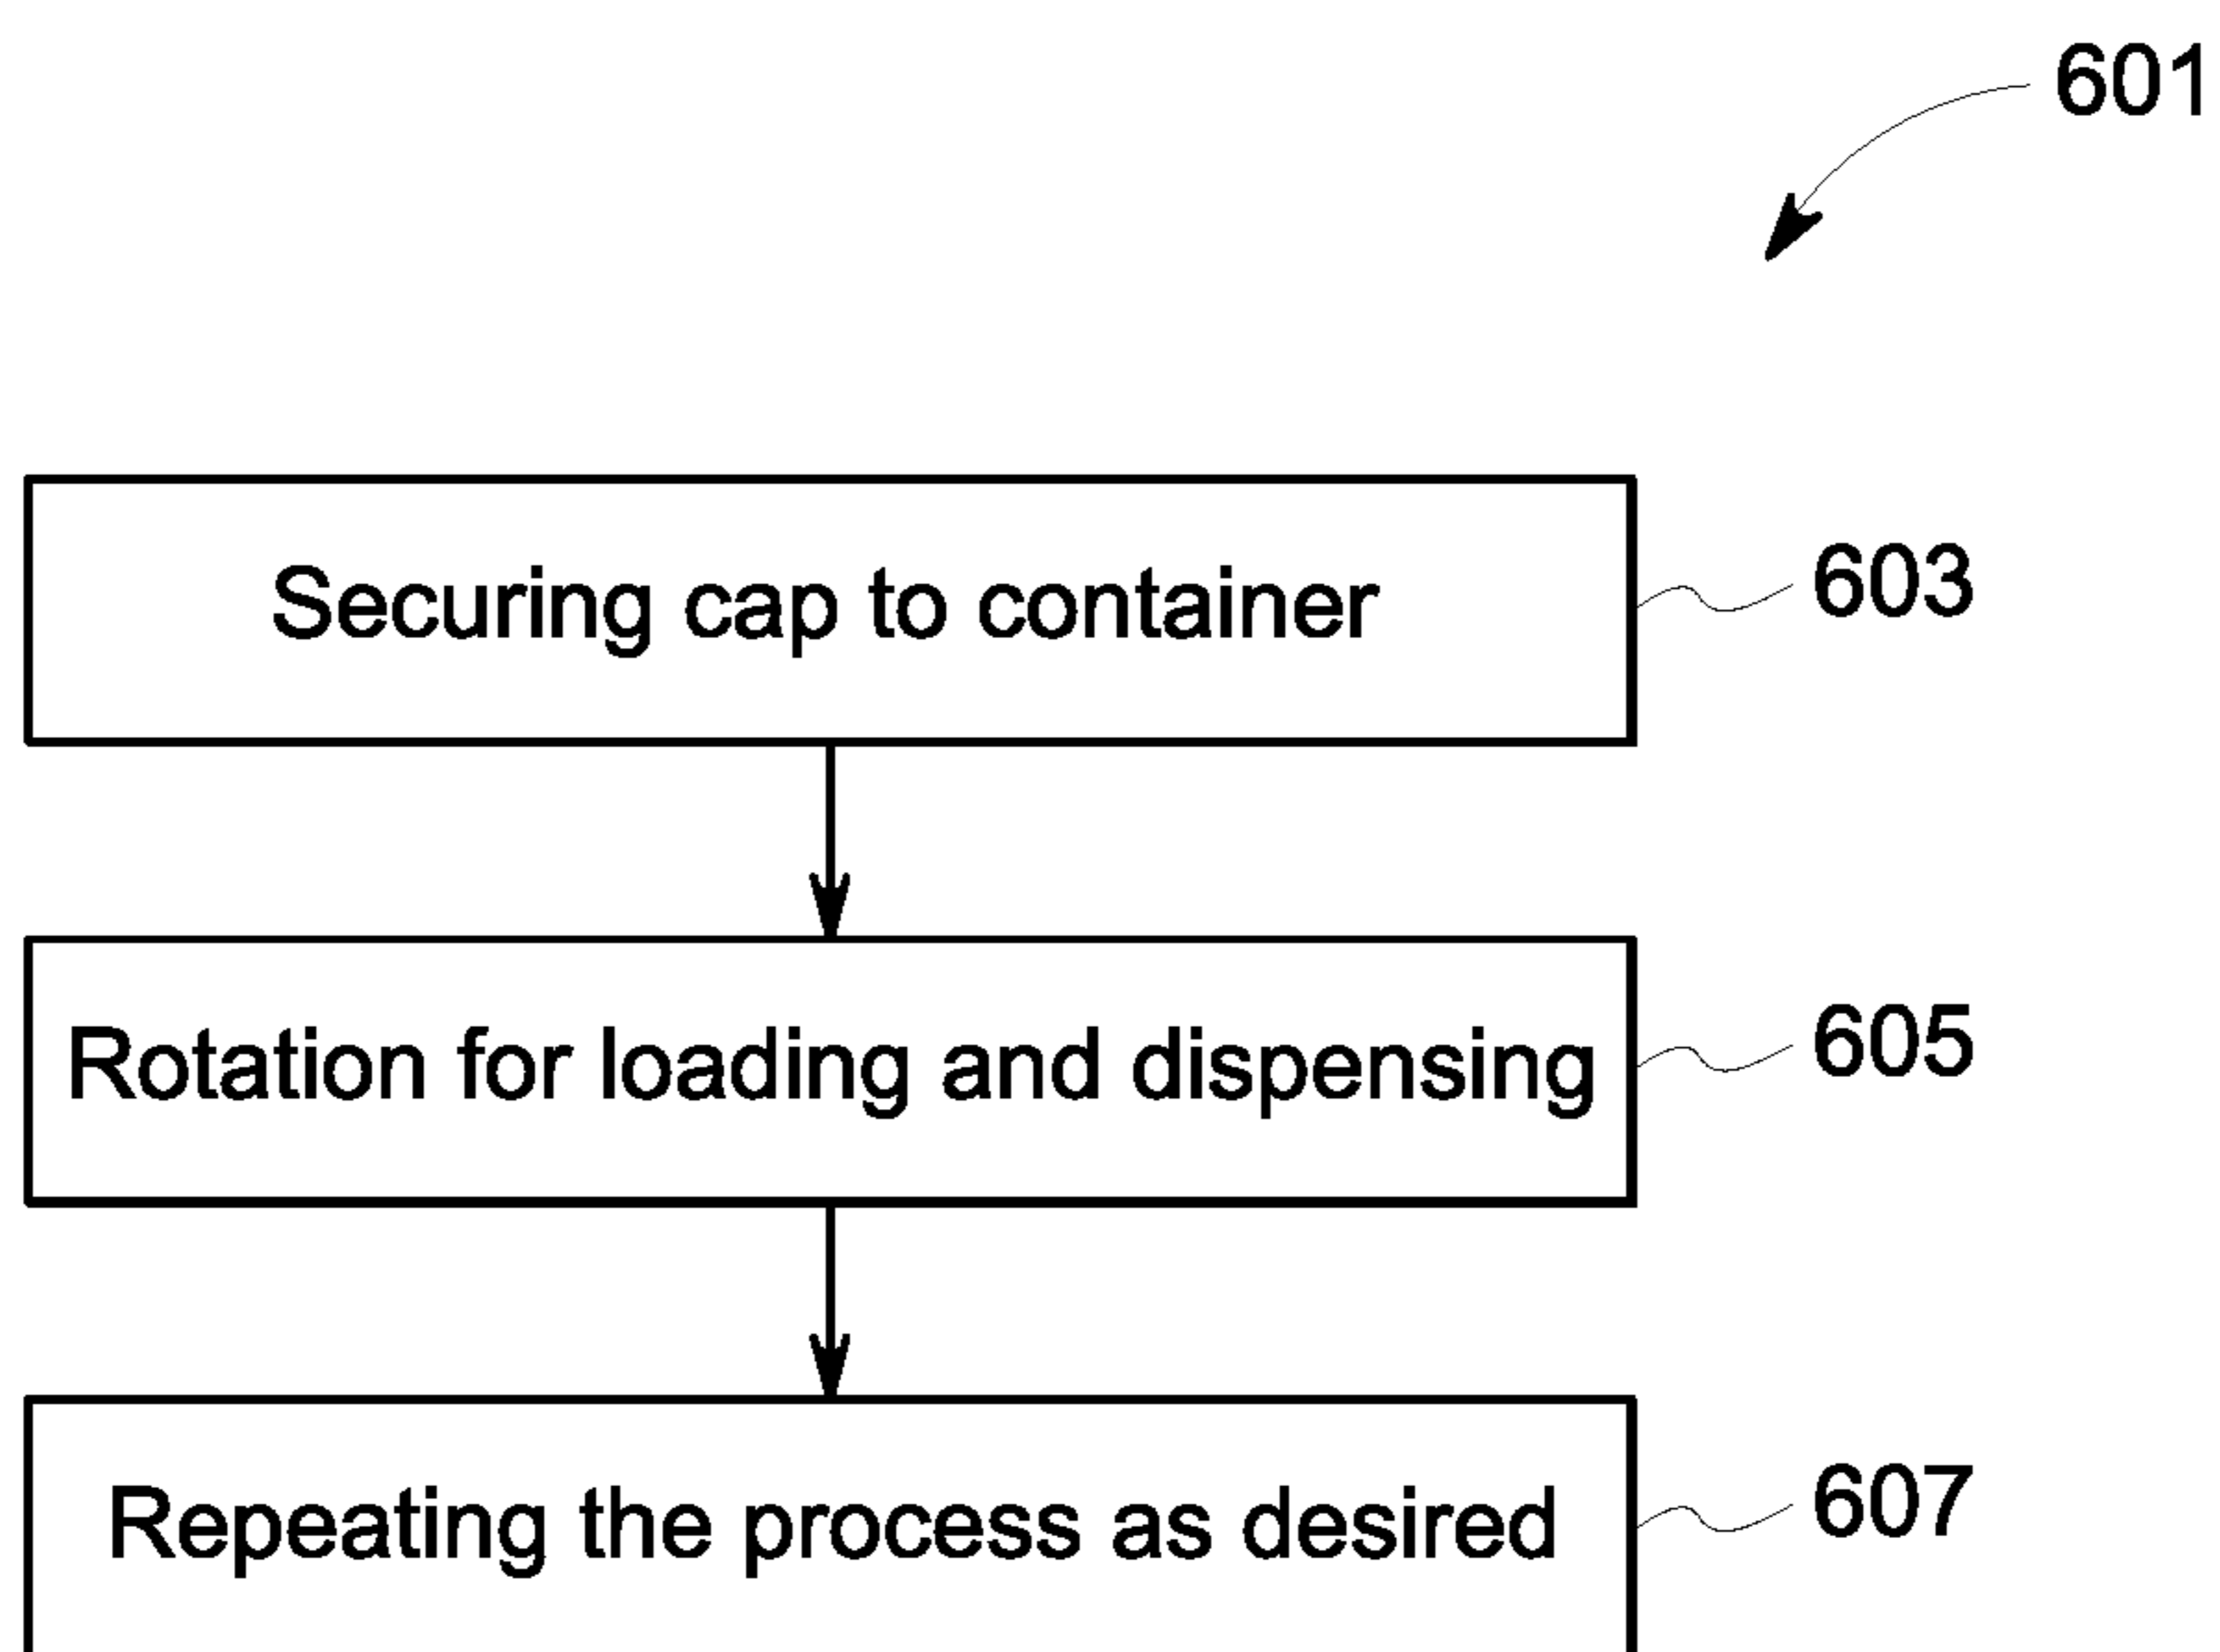 601
Securing cap to container
603
Rotation for loading and dispensing
605
Repeating the process as desired
607